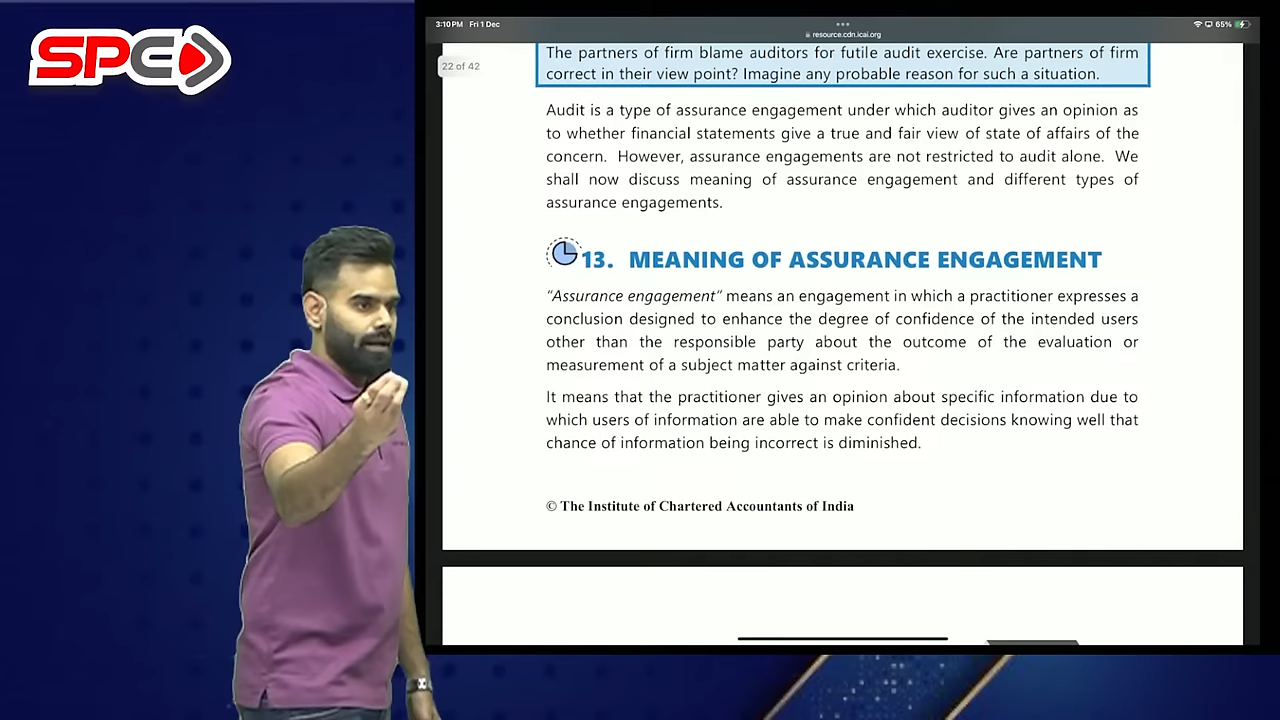 SPC
3:10 PM Fri 1 Dec
resource.cdn.icai.org
65%
22 of 42
The partners of firm blame auditors for futile audit exercise. Are partners of firm
correct in their view point? Imagine any probable reason for such a situation.
Audit is a type of assurance engagement under which auditor gives an opinion as
to whether financial statements give a true and fair view of state of affairs of the
concern. However, assurance engagements are not restricted to audit alone. We
shall now discuss meaning of assurance engagement and different types of
assurance engagements.
13. MEANING OF ASSURANCE ENGAGEMENT
“Assurance engagement” means an engagement in which a practitioner expresses a
conclusion designed to enhance the degree of confidence of the intended users
other than the responsible party about the outcome of the evaluation or
measurement of a subject matter against criteria.
It means that the practitioner gives an opinion about specific information due to
which users of information are able to make confident decisions knowing well that
chance of information being incorrect is diminished.
© The Institute of Chartered Accountants of India